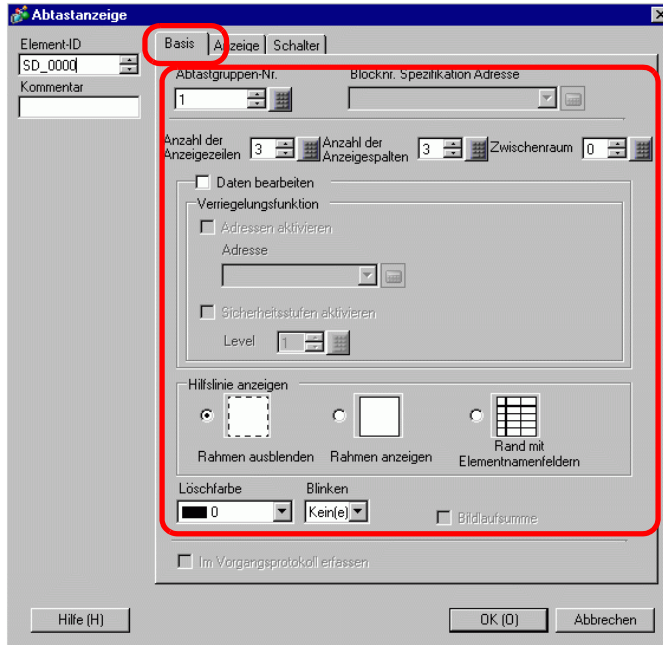 Abtastanzeige
Element-ID
SD_0000
Kommentar
Basis Anzeige Schalter
Abtastgruppen-Nr. Blocknr. Spezifikation Adresse
1
Anzahl der Anzeigezeilen 3 Anzahl der Anzeigespalten 3 Zwischenraum 0
Daten bearbeiten
Verriegelungsfunktion
Adressen aktivieren
Adresse
Sicherheitsstufen aktivieren
Level 1
Hilfslinie anzeigen
Rahmen ausblenden Rahmen anzeigen Rand mit Elementnamenfeldern
Löschfarbe Blinken
0 Kein(e) Bildlaufsumme
Im Vorgangsprotokoll erfassen
Hilfe (H) OK (O) Abbrechen